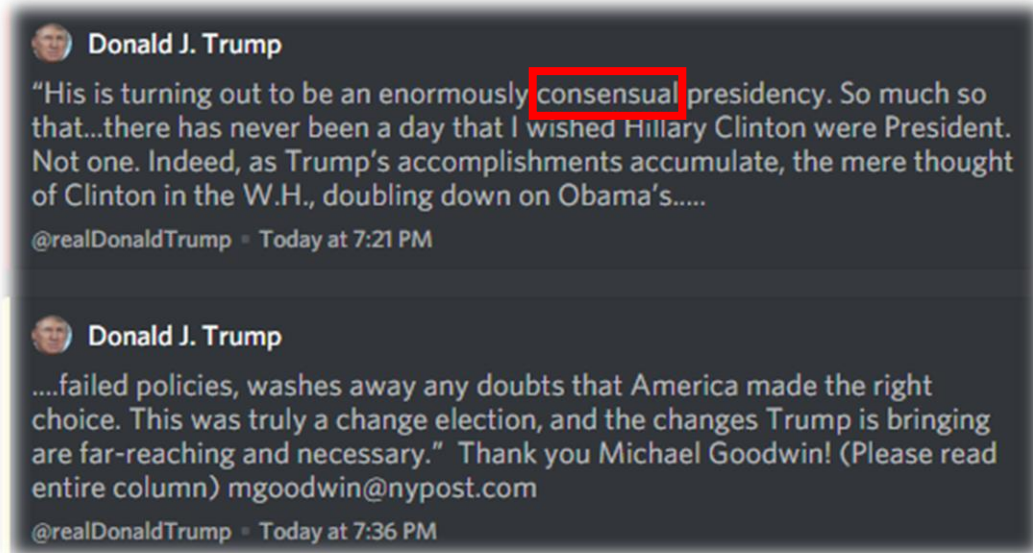 Donald J. Trump
“His is turning out to be an enormously consensual presidency. So much so
that...there has never been a day that I wished Hillary Clinton were President.
Not one. Indeed, as Trump’s accomplishments accumulate, the mere thought
of Clinton in the W.H., doubling down on Obama’s.....
@realDonaldTrump • Today at 7:21 PM
Donald J. Trump
....failed policies, washes away any doubts that America made the right
choice. This was truly a change election, and the changes Trump is bringing
are far-reaching and necessary.” Thank you Michael Goodwin! (Please read
entire column) mgoodwin@nypost.com
@realDonaldTrump • Today at 7:36 PM